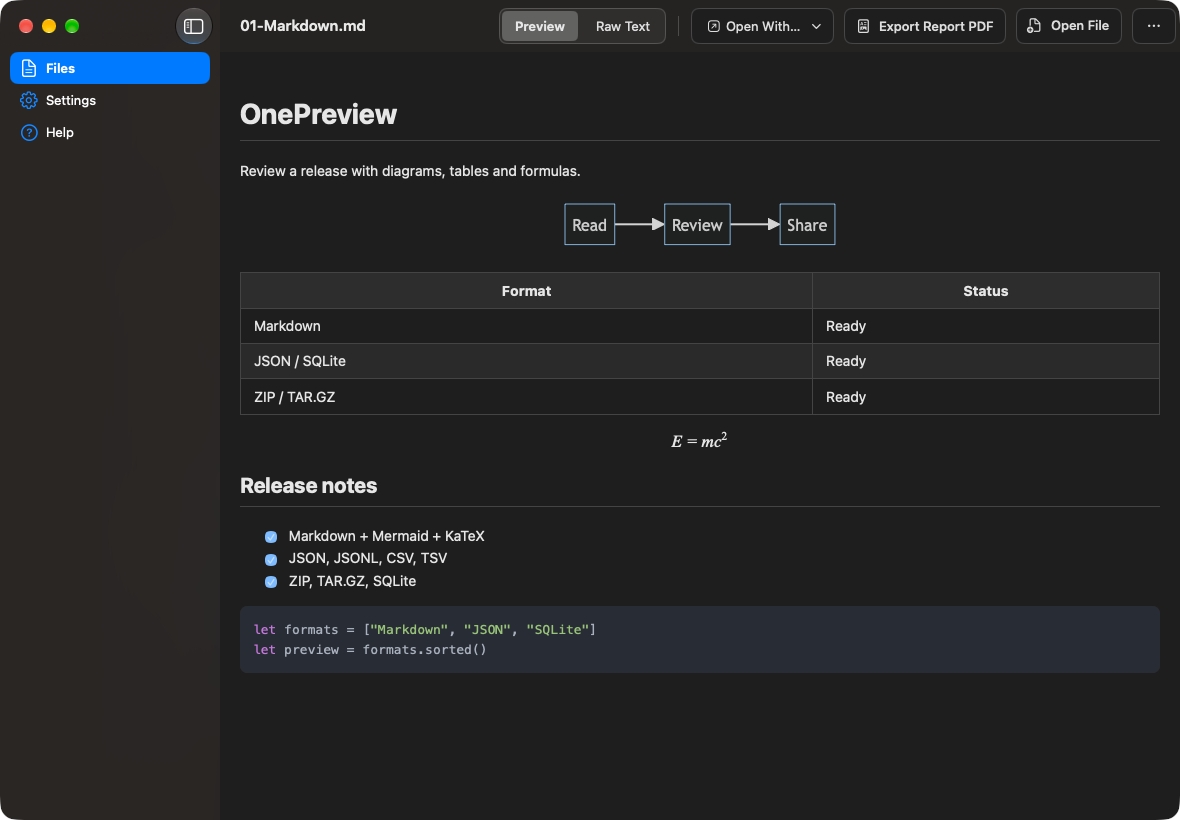 01-Markdown.md
Preview
Raw Text
Open With...
Export Report PDF
Open File
Files
Settings
Help
OnePreview
Review a release with diagrams, tables and formulas.
Read
Review
Share
Format Status
Markdown Ready
JSON / SQLite Ready
ZIP / TAR.GZ Ready
E = mc²
Release notes
Markdown + Mermaid + KaTeX
JSON, JSONL, CSV, TSV
ZIP, TAR.GZ, SQLite
let formats = ["Markdown", "JSON", "SQLite"]
let preview = formats.sorted()